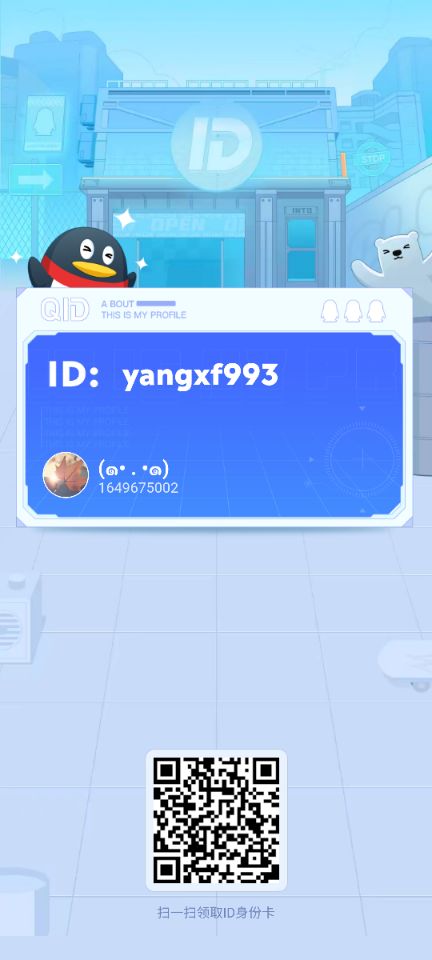 ID
STOP
INTO
OPEN
QID
A BOUT
THIS IS MY PROFILE
ID: yangxf993
THIS IS MY PROFILE
THIS IS MY PROFILE
THIS IS MY PROFILE
(๑• . •๑)
1649675002
扫一扫领取ID身份卡